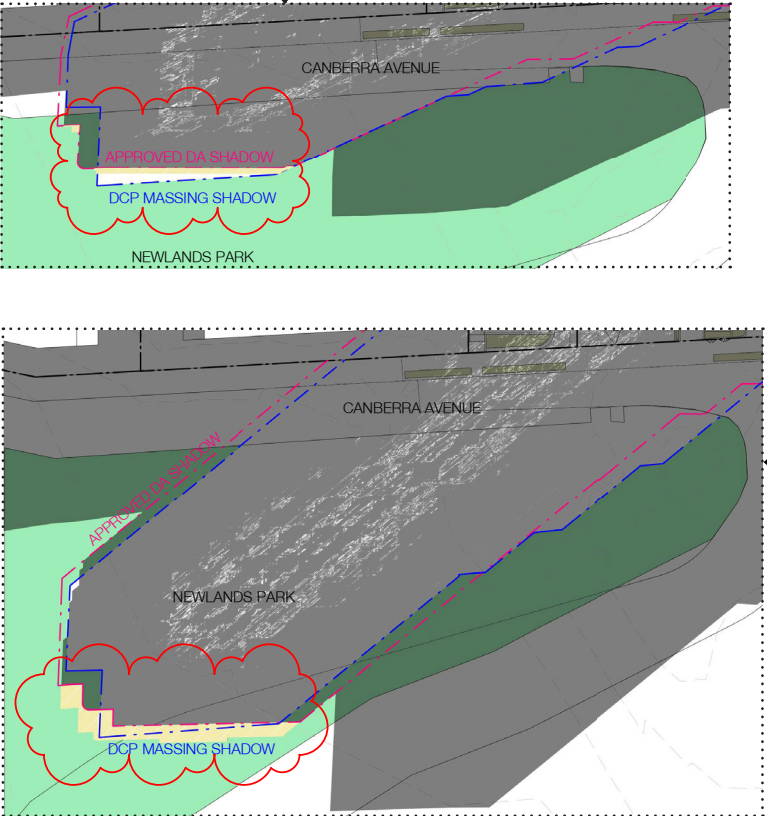 CANBERRA AVENUE
APPROVED DA SHADOW
DCP MASSING SHADOW
NEWLANDS PARK
CANBERRA AVENUE
APPROVED DA SHADOW
NEWLANDS PARK
DCP MASSING SHADOW